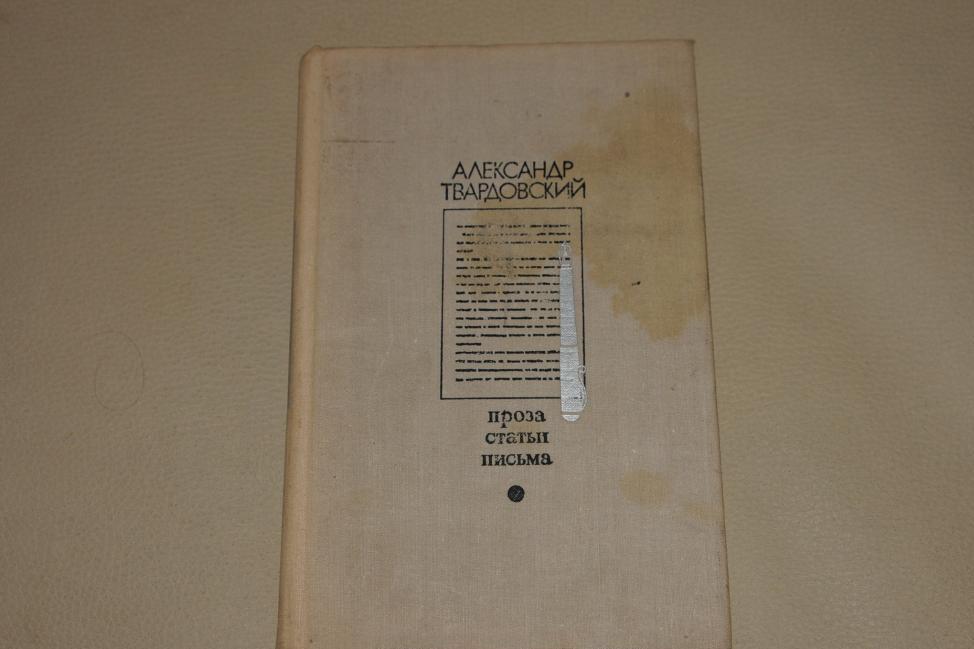 АЛЕКСАНДР
ТВАРДОВСКИЙ
проза
статьи
письма